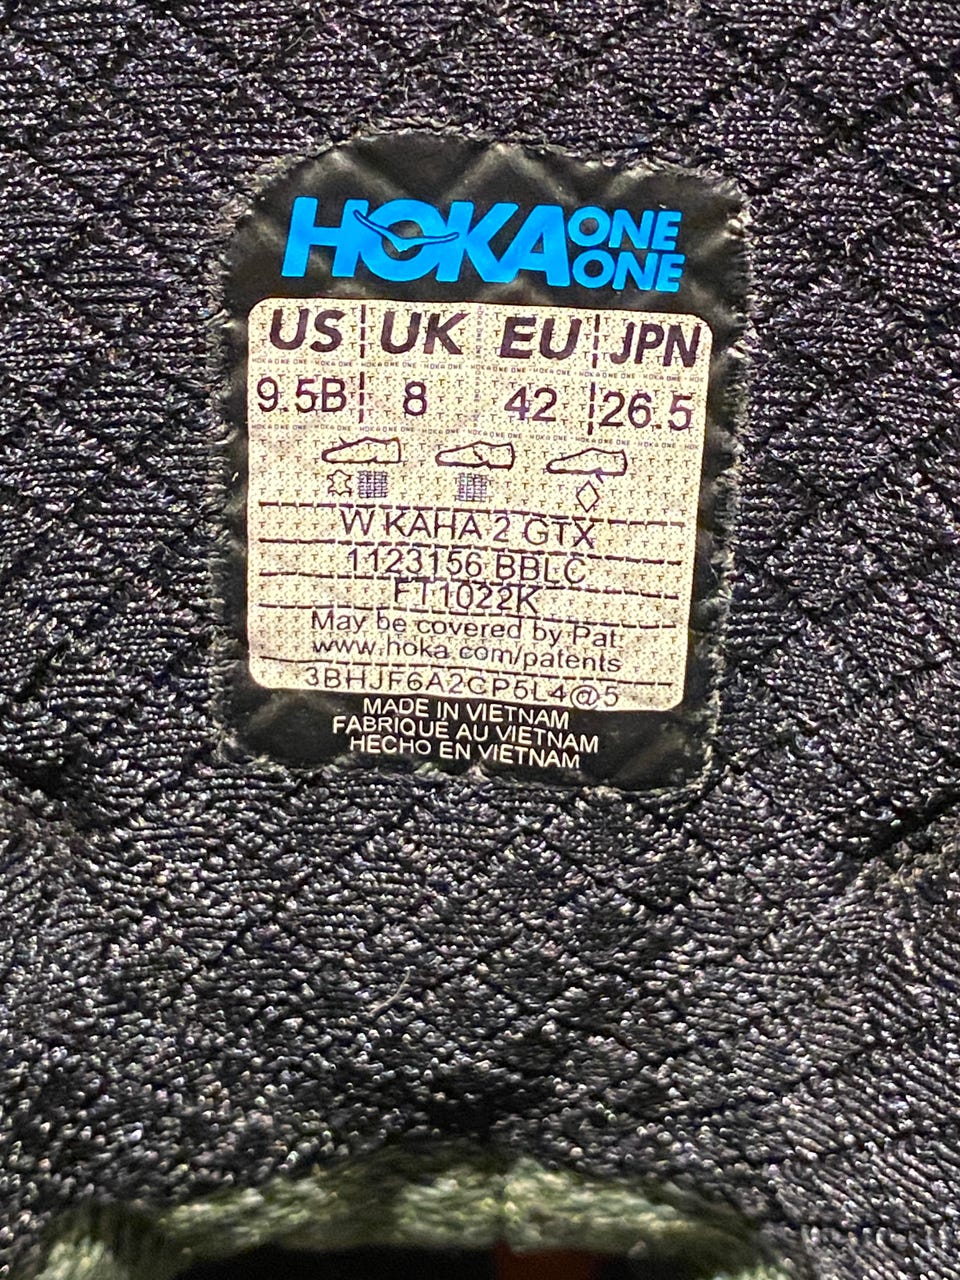 HOKA ONE ONE
US UK EU JPN
9.5B 8 42 26.5
W KAHA 2 GTX
1123156 BBLC
FT1022K
May be covered by Pat.
www.hoka.com/patents
3BHJF6A2CP5L4@5
MADE IN VIETNAM
FABRIQUE AU VIETNAM
HECHO EN VIETNAM